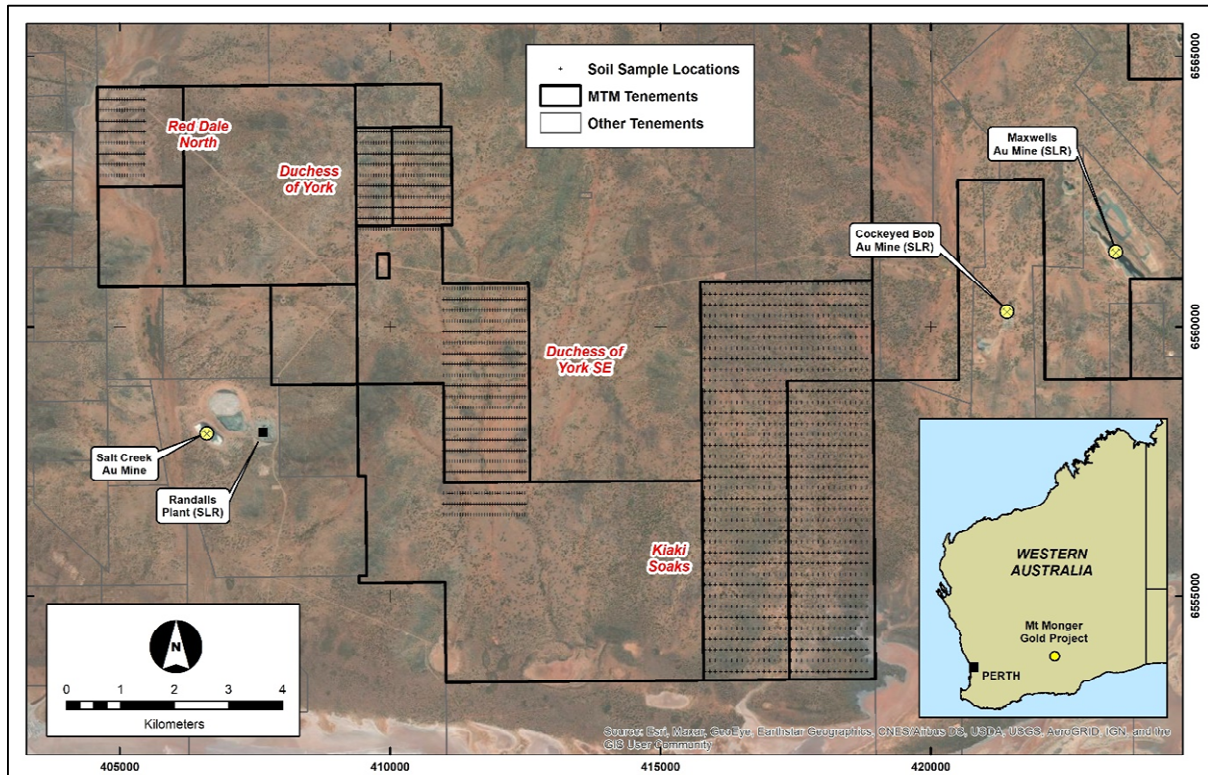 Soil Sample Locations
MTM Tenements
Other Tenements
6565000
Red Dale
North
Duchess
of York
Maxwells
Au Mine (SLR)
Cockeyed Bob
Au Mine (SLR)
6560000
Duchess of
York SE
Salt Creek
Au Mine
Randalls
Plant (SLR)
Kiaki
Soaks
6555000
WESTERN
AUSTRALIA
Mt Monger
Gold Project
PERTH
N
0 1 2 3 4
Kilometers
Source: Esri, Maxar, GeoEye, Earthstar Geographics, CNES/Airbus DS, USDA, USGS, AeroGRID, IGN, and the
GIS User Community
405000
410000
415000
420000